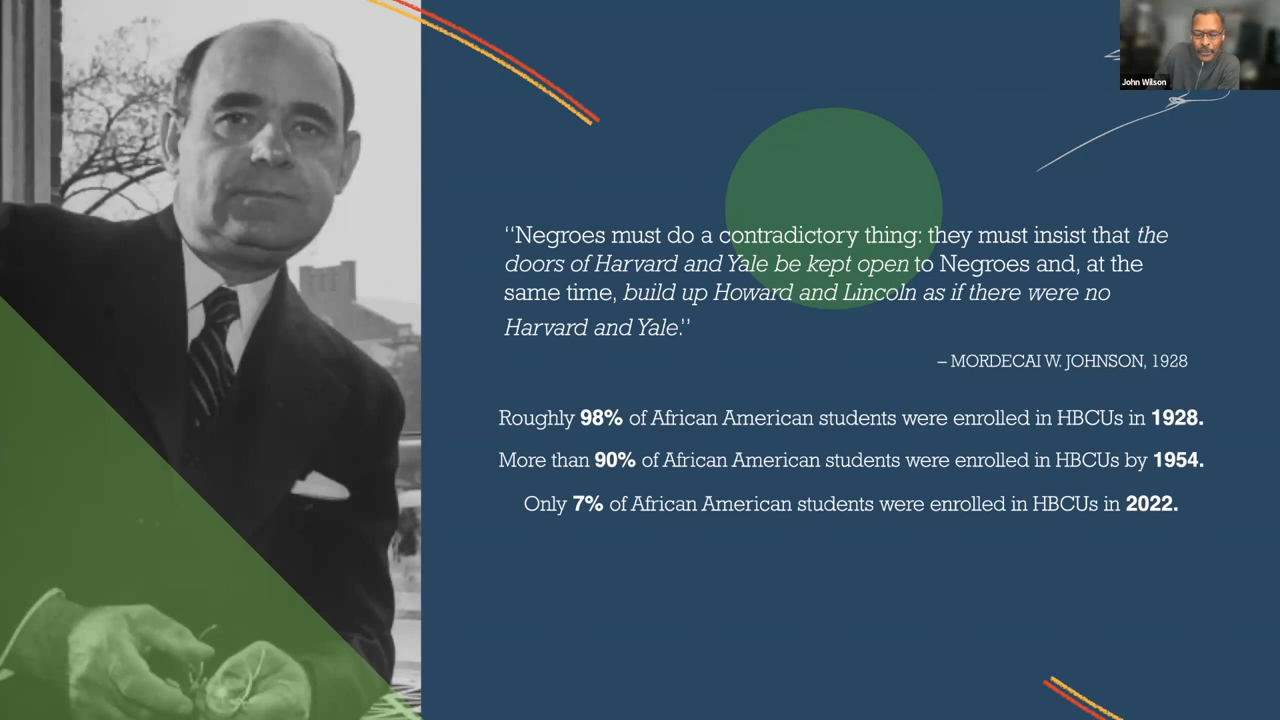 John Wilson
“Negroes must do a contradictory thing: they must insist that the
doors of Harvard and Yale be kept open to Negroes and, at the
same time, build up Howard and Lincoln as if there were no
Harvard and Yale.”
– MORDECAI W. JOHNSON, 1928
Roughly 98% of African American students were enrolled in HBCUs in 1928.
More than 90% of African American students were enrolled in HBCUs by 1954.
Only 7% of African American students were enrolled in HBCUs in 2022.